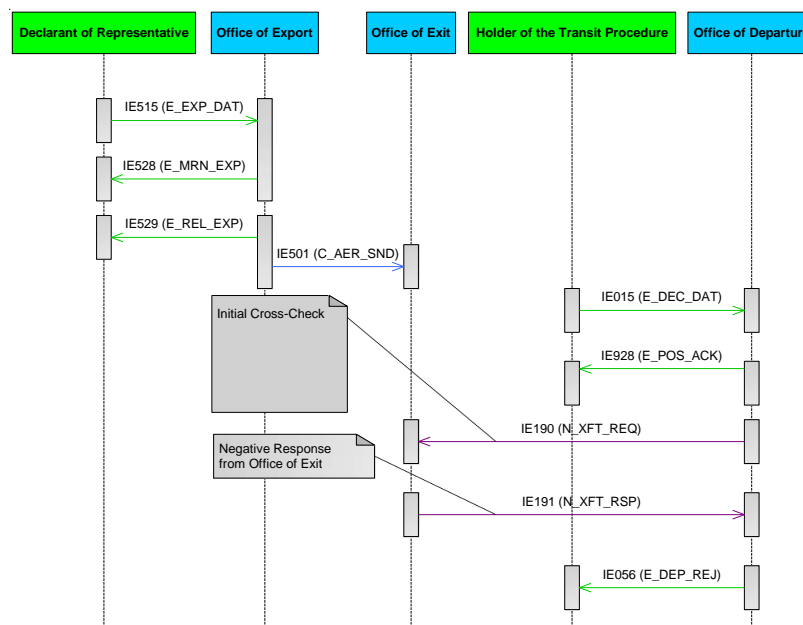 Declarant of Representative
Office of Export
Office of Exit
Holder of the Transit Procedure
Office of Departur
IE515 (E_EXP_DAT)
IE528 (E_MRN_EXP)
IE529 (E_REL_EXP)
IE501 (C_AER_SND)
IE015 (E_DEC_DAT)
Initial Cross-Check
IE928 (E_POS_ACK)
IE190 (N_XFT_REQ)
Negative Response
from Office of Exit
IE191 (N_XFT_RSP)
IE056 (E_DEP_REJ)